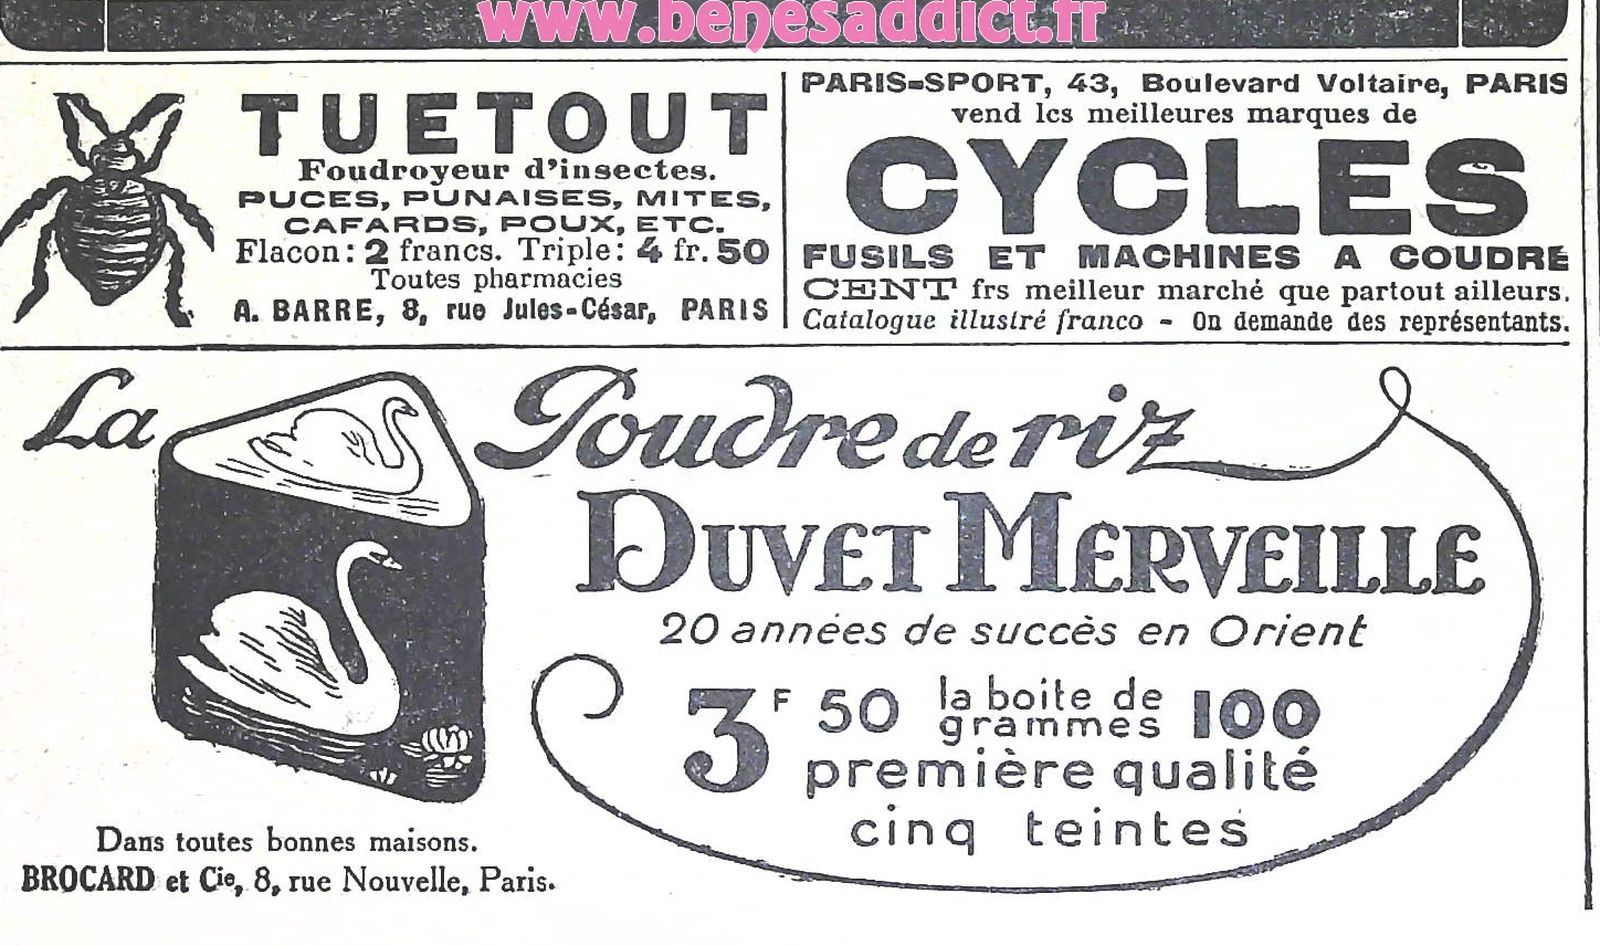 www.benesaddict.fr
TUETOUT
Foudroyeur d'insectes.
PUCES, PUNAISES, MITES,
CAFARDS, POUX, ETC.
Flacon: 2 francs. Triple: 4 fr. 50
Toutes pharmacies
A. BARRE, 8, rue Jules-César, PARIS
PARIS-SPORT, 43, Boulevard Voltaire, PARIS
vend les meilleures marques de
CYCLES
FUSILS ET MACHINES A COUDRE
CENT frs meilleur marché que partout ailleurs.
Catalogue illustré franco - On demande des représentants.
La Poudre de riz
DUVET MERVEILLE
20 années de succès en Orient
3F 50 la boite de
grammes 100
première qualité
cinq teintes
Dans toutes bonnes maisons.
BROCARD et Cie, 8, rue Nouvelle, Paris.